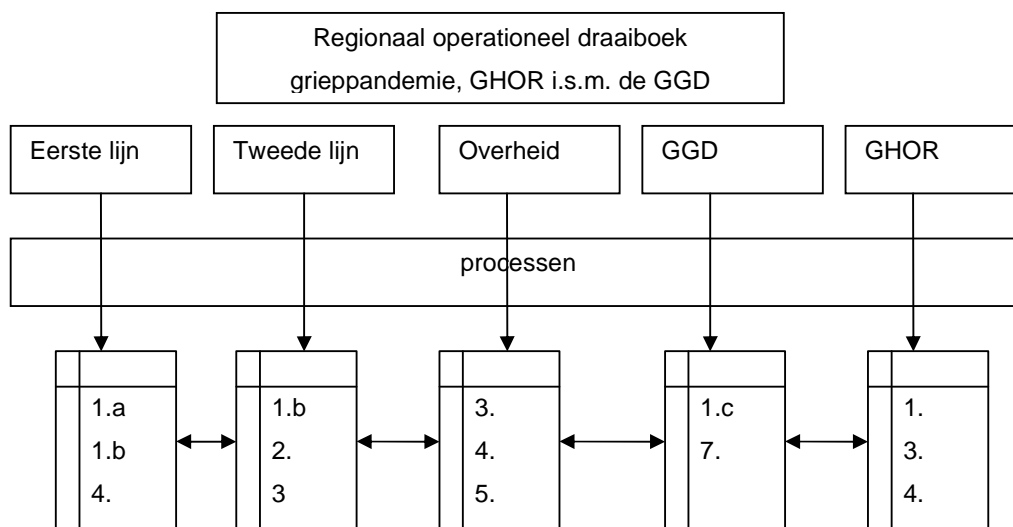 Regionaal operationeel draaiboek
grieppandemie, GHOR i.s.m. de GGD
Eerste lijn
Tweede lijn
Overheid
GGD
GHOR
processen
1.a
1.b
4.
1.b
2.
3
3.
4.
5.
1.c
7.
1.
3.
4.